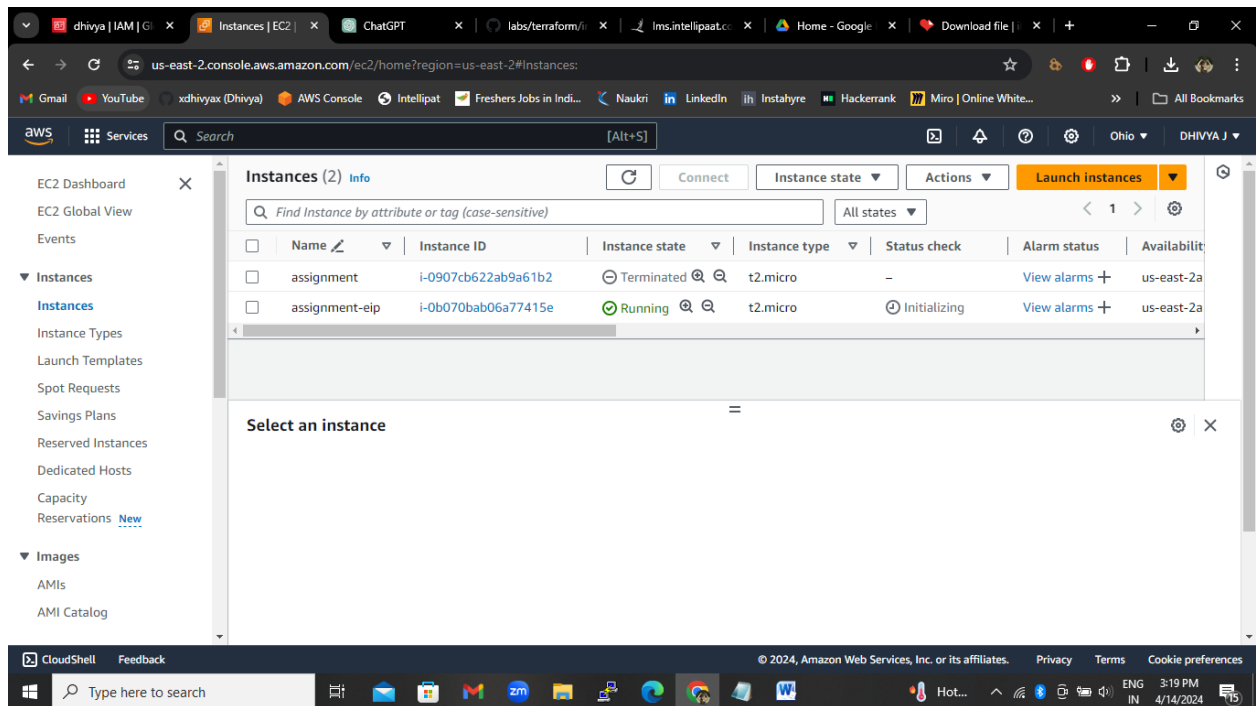 dhivya | IAM | Gl
Instances | EC2 |
ChatGPT
labs/terraform/i
lms.intellipaat.co
Home - Google
Download file | i
us-east-2.console.aws.amazon.com/ec2/home?region=us-east-2#Instances:
Gmail YouTube xdhivyax (Dhivya) AWS Console Intellipat Freshers Jobs in Indi... Naukri LinkedIn Instahyre Hackerrank Miro | Online White... » All Bookmarks
aws Services Search [Alt+S] Ohio DHIVYA J
EC2 Dashboard
EC2 Global View
Events
Instances
Instances
Instance Types
Launch Templates
Spot Requests
Savings Plans
Reserved Instances
Dedicated Hosts
Capacity
Reservations New
Images
AMIs
AMI Catalog
Instances (2) Info Connect Instance state Actions Launch instances
Find Instance by attribute or tag (case-sensitive) All states 1
Name Instance ID Instance state Instance type Status check Alarm status Availabilit
assignment i-0907cb622ab9a61b2 Terminated t2.micro – View alarms + us-east-2a
assignment-eip i-0b070bab06a77415e Running t2.micro Initializing View alarms + us-east-2a
Select an instance
CloudShell Feedback © 2024, Amazon Web Services, Inc. or its affiliates. Privacy Terms Cookie preferences
Type here to search zm W Hot... ENG 3:19 PM
IN 4/14/2024 15